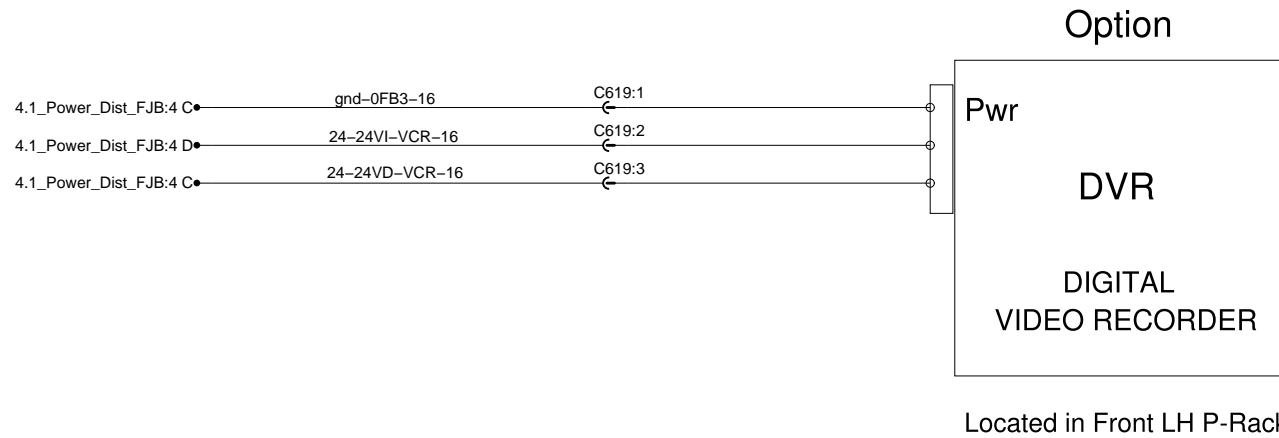 Option
4.1_Power_Dist_FJB:4 C
gnd–0FB3–16
C619:1
Pwr
4.1_Power_Dist_FJB:4 D
24–24VI–VCR–16
C619:2
4.1_Power_Dist_FJB:4 C
24–24VD–VCR–16
C619:3
DVR
DIGITAL
VIDEO RECORDER
Located in Front LH P-Rack